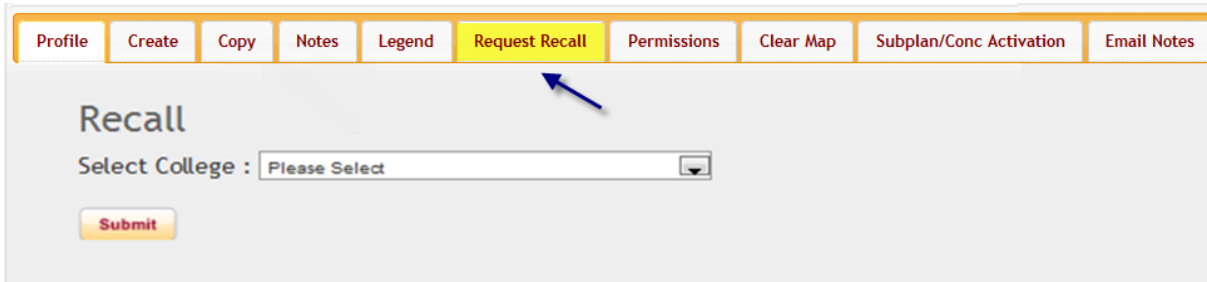 Profile Create Copy Notes Legend Request Recall Permissions Clear Map Subplan/Conc Activation Email Notes
Recall
Select College : Please Select
Submit